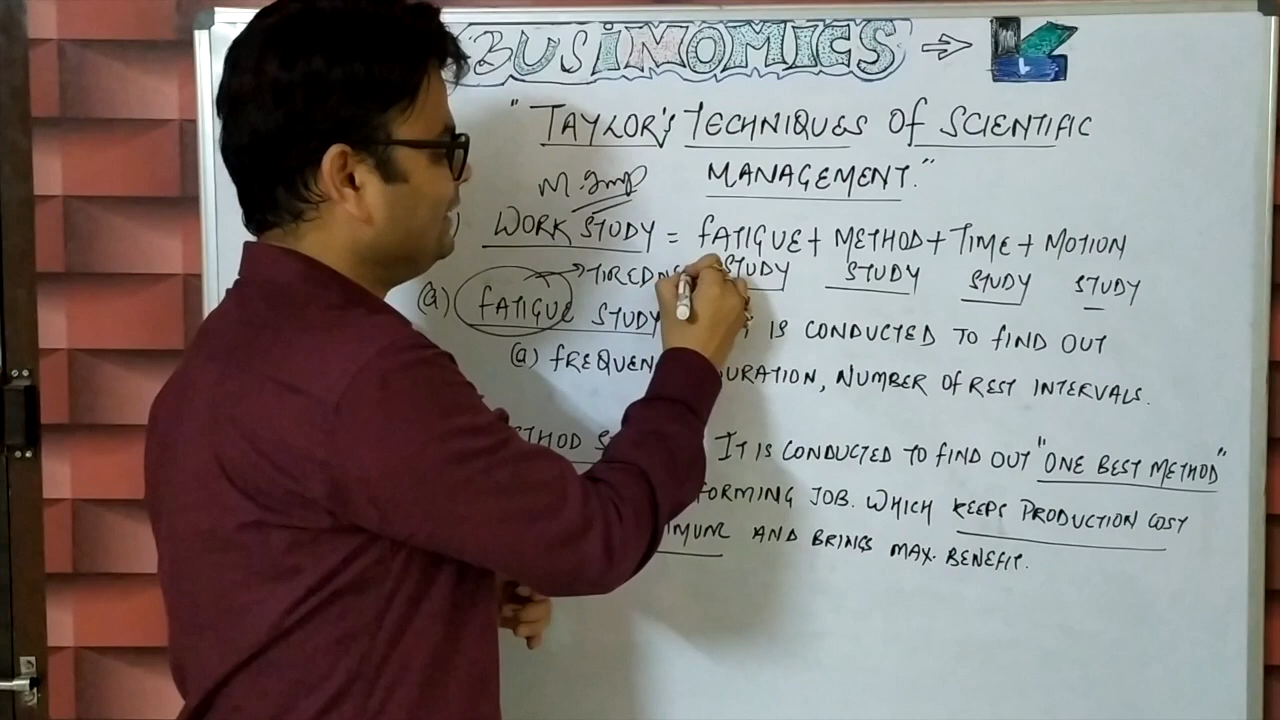 BUSINOMICS →
"TAYLOR'S TECHNIQUES OF SCIENTIFIC
M. Imp MANAGEMENT."
) WORK STUDY = FATIGUE + METHOD + TIME + MOTION
STUDY STUDY STUDY STUDY
→ TIREDNE
(a) FATIGUE STUDY IS CONDUCTED TO FIND OUT
(a) FREQUEN DURATION, NUMBER OF REST INTERVALS.
THOD S IT IS CONDUCTED TO FIND OUT "ONE BEST METHOD"
FORMING JOB. WHICH KEEPS PRODUCTION COST
IMUM AND BRINGS MAX. BENEFIT.